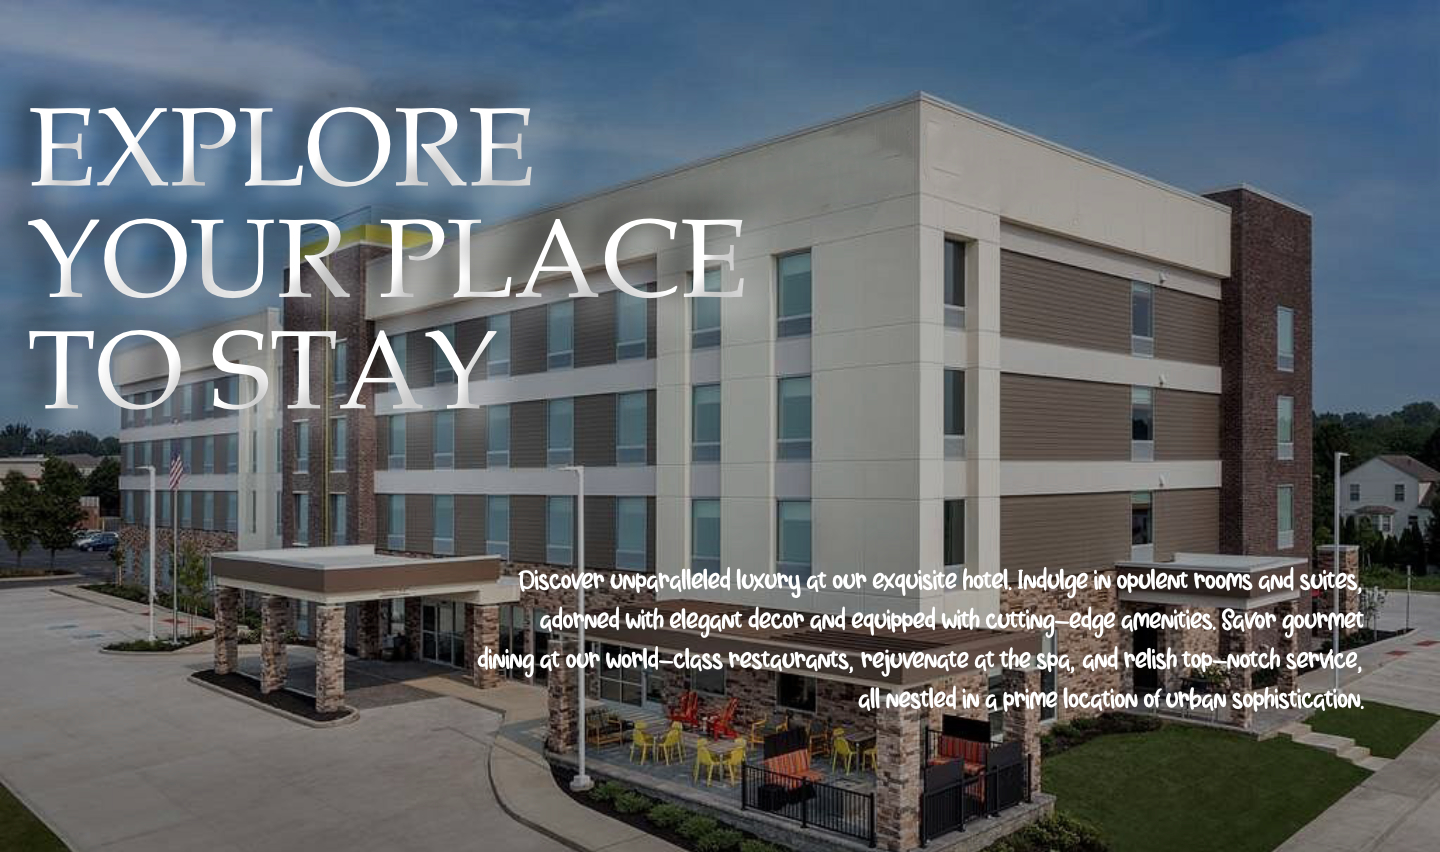 EXPLORE
YOUR PLACE
TO STAY
Discover unparalleled luxury at our exquisite hotel. Indulge in opulent rooms and suites,
adorned with elegant decor and equipped with cutting-edge amenities. Savor gourmet
dining at our world-class restaurants, rejuvenate at the spa, and relish top-notch service,
all nestled in a prime location of urban sophistication.